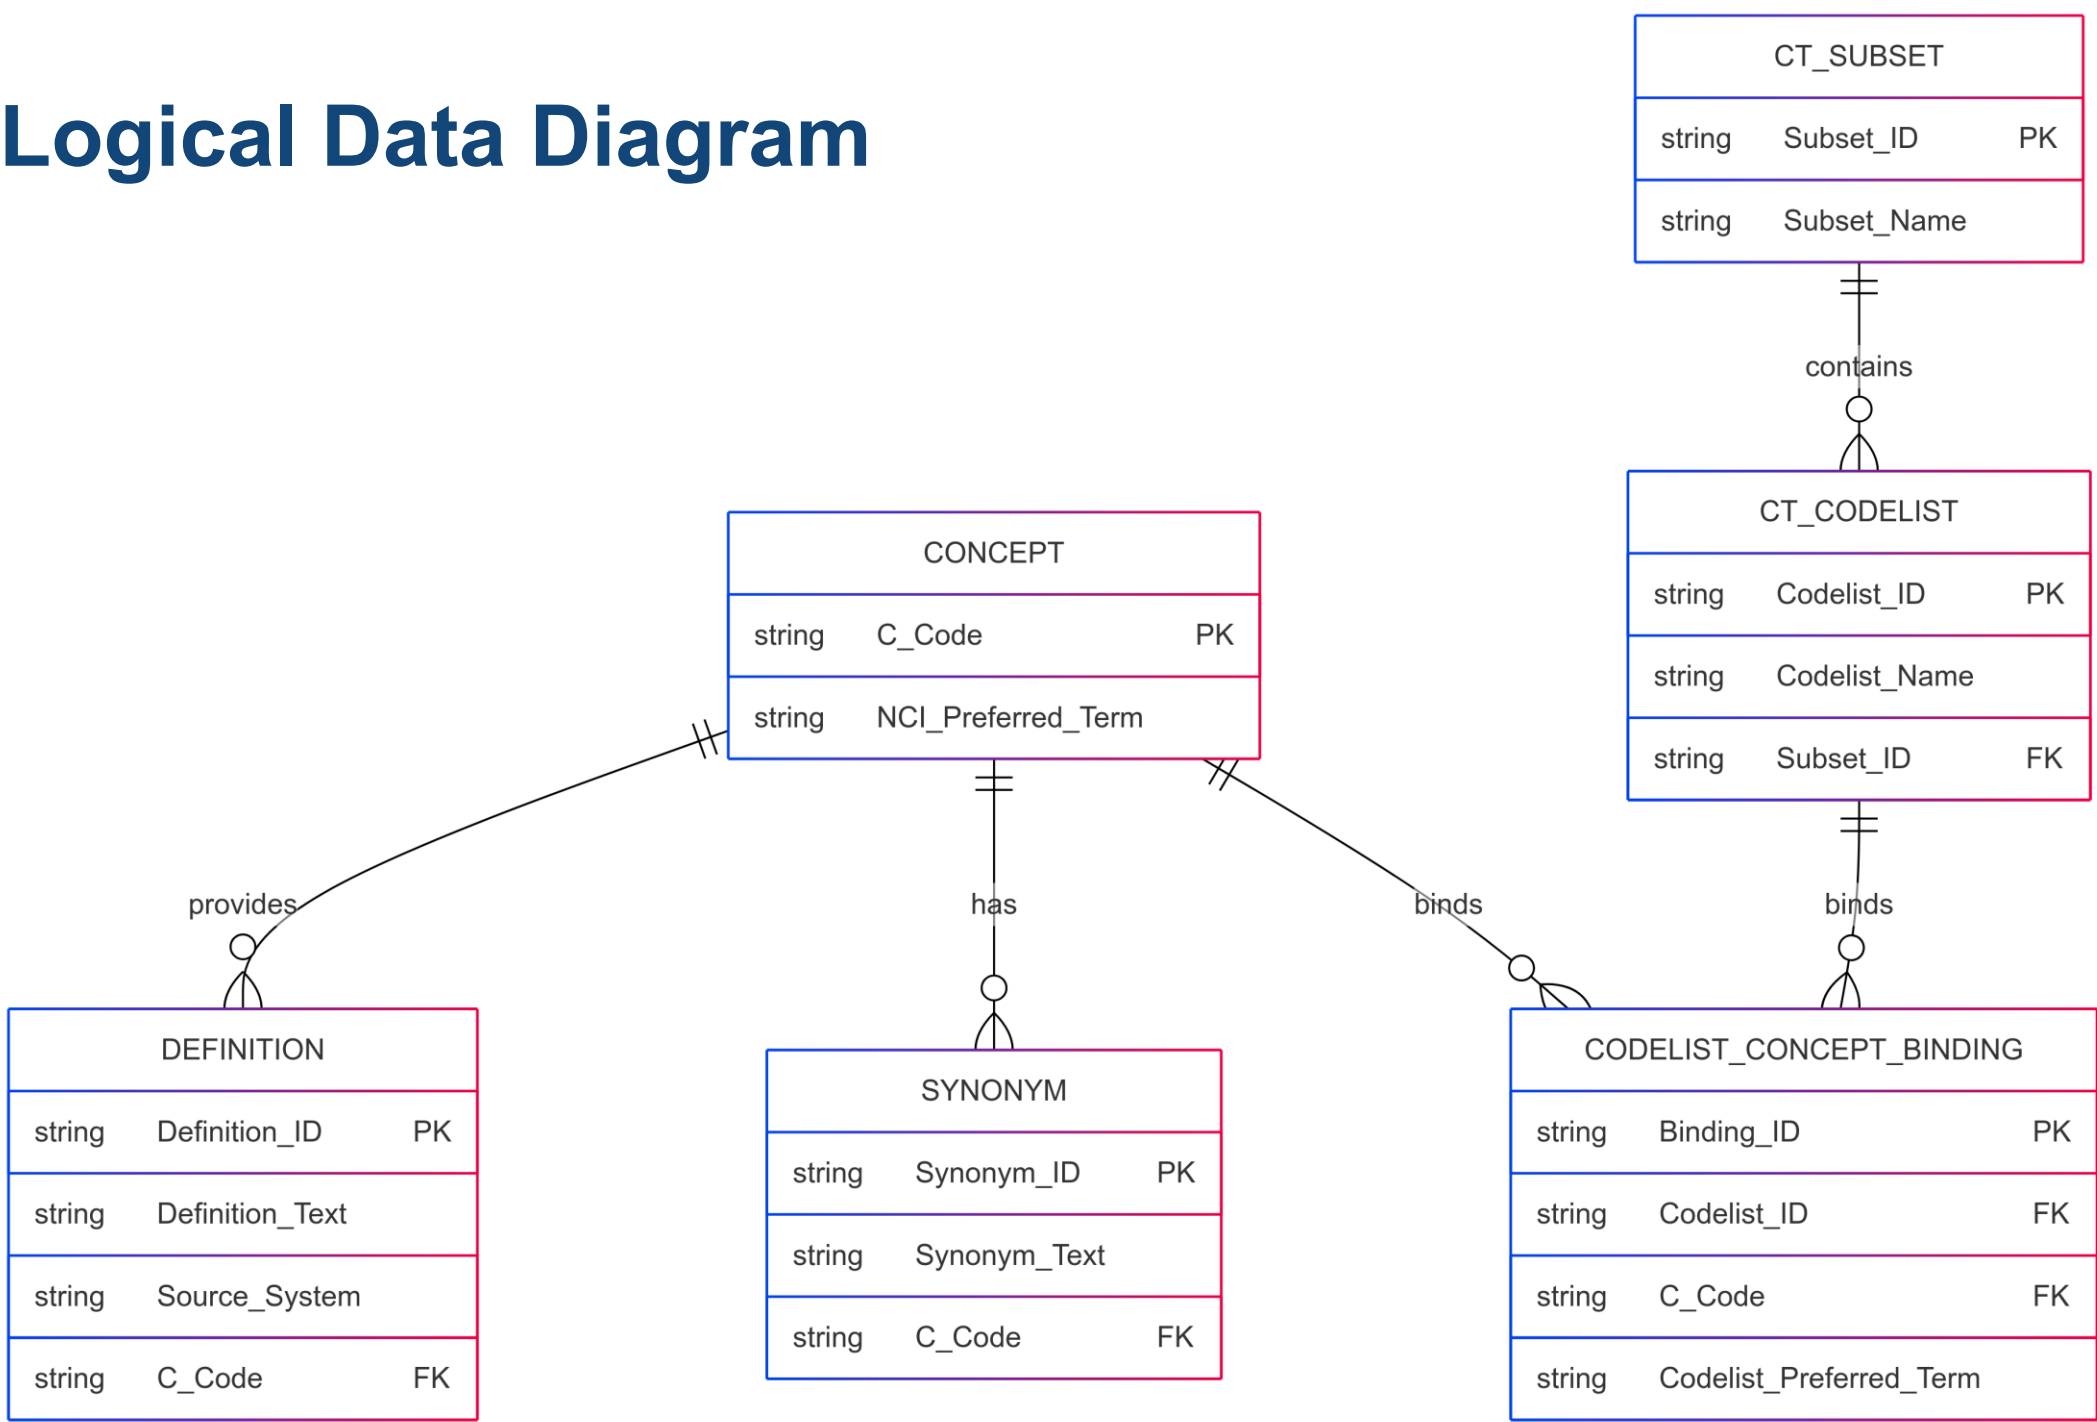 Logical Data Diagram
CT_SUBSET
string Subset_ID PK
string Subset_Name
contains
CT_CODELIST
string Codelist_ID PK
string Codelist_Name
string Subset_ID FK
CONCEPT
string C_Code PK
string NCI_Preferred_Term
provides
has
binds
binds
DEFINITION
string Definition_ID PK
string Definition_Text
string Source_System
string C_Code FK
SYNONYM
string Synonym_ID PK
string Synonym_Text
string C_Code FK
CODELIST_CONCEPT_BINDING
string Binding_ID PK
string Codelist_ID FK
string C_Code FK
string Codelist_Preferred_Term